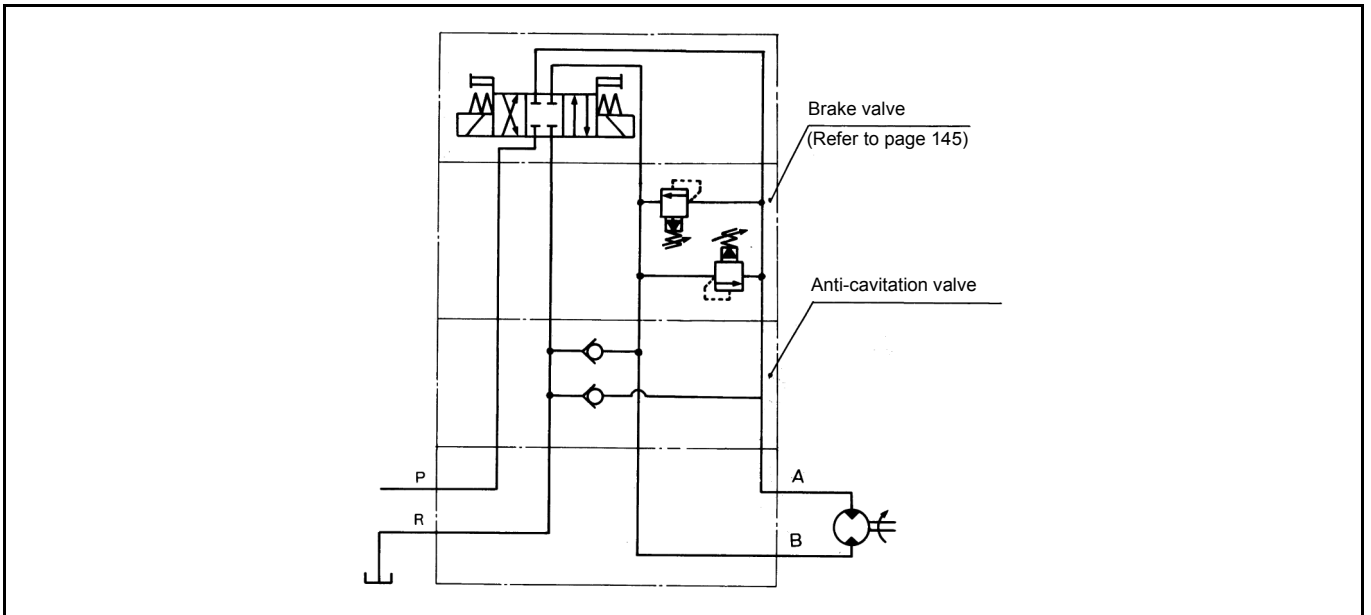 Brake valve
(Refer to page 145)
Anti-cavitation valve
P
A
R
B